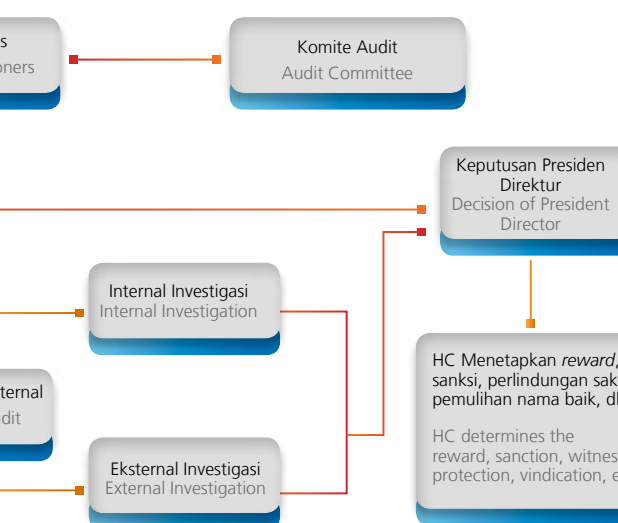 s
oners
Komite Audit
Audit Committee
Keputusan Presiden
Direktur
Decision of President
Director
Internal Investigasi
Internal Investigation
ternal
dit
Eksternal Investigasi
External Investigation
HC Menetapkan reward,
sanksi, perlindungan sak
pemulihan nama baik, dl
HC determines the
reward, sanction, witnes
protection, vindication, e